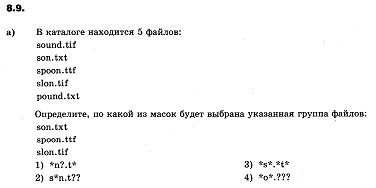 8.9.
а) В каталоге находится 5 файлов:
sound.tif
son.txt
spoon.ttf
slon.tif
pound.txt
Определите, по какой из масок будет выбрана указанная группа файлов:
son.txt
spoon.ttf
slon.tif
1) *n?.t* 3) *s*.*t*
2) s*n.t?? 4) *o*.???